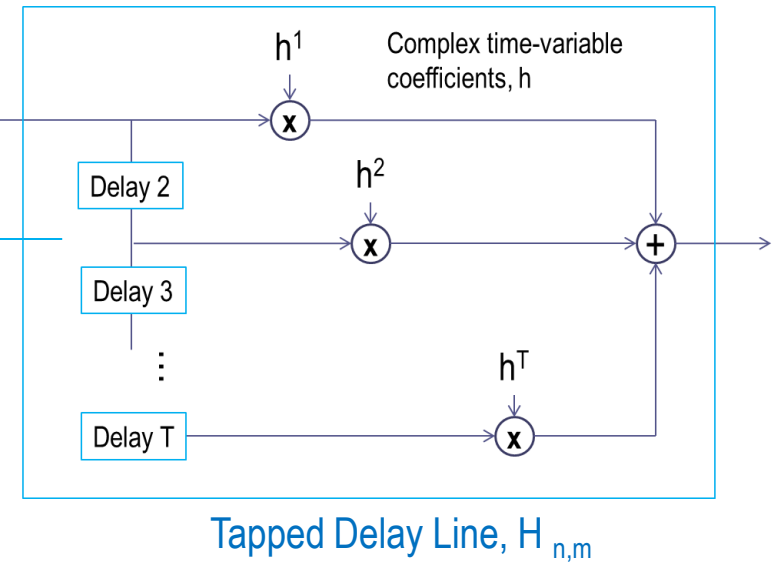 h¹
Complex time-variable
coefficients, h
x
Delay 2
h²
x
+
Delay 3
⋮
hᵀ
Delay T
x
Tapped Delay Line, H n,m